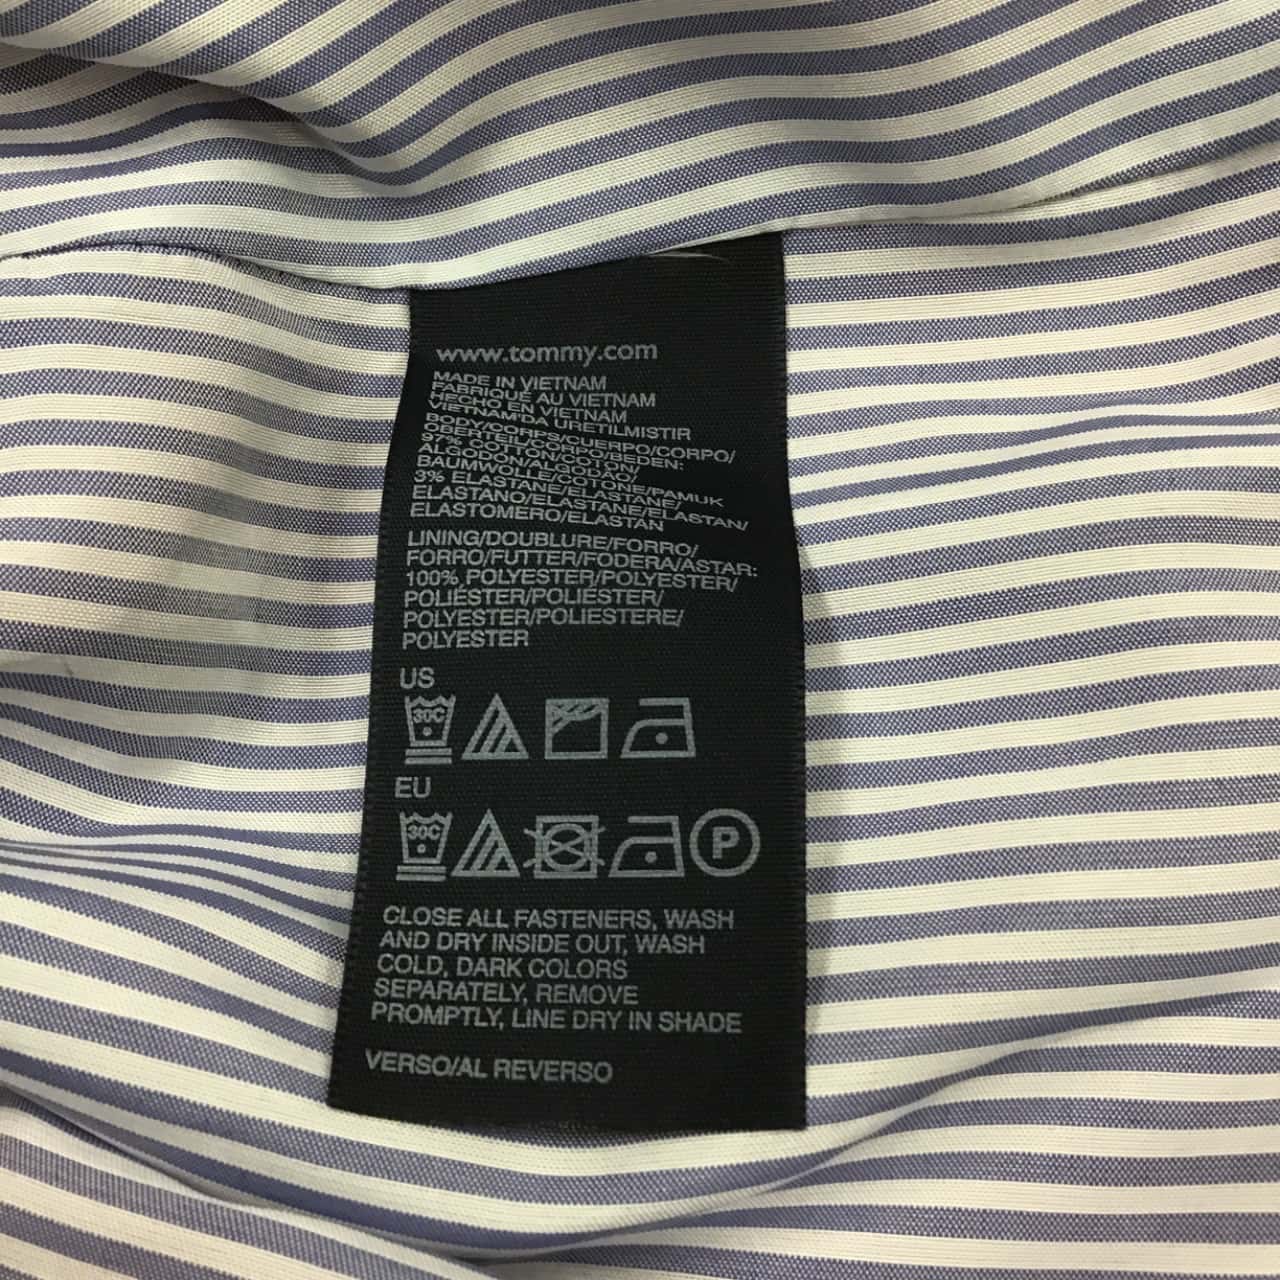 www.tommy.com
MADE IN VIETNAM
FABRIQUÉ AU VIETNAM
HECHO EN VIETNAM
VIETNAM'DA URETILMISTIR
BODY/CORPS/CUERPO/CORPO/
OBERTEIL/CORPO/BEDEN:
97% COTTON/COTON/
ALGODON/ALGODAO/
BAUMWOLLE/COTONE/PAMUK
3% ELASTANE/ELASTANE/
ELASTANO/ELASTANE/ELASTAN/
ELASTOMERO/ELASTAN
LINING/DOUBLURE/FORRO/
FORRO/FUTTER/FODERA/ASTAR:
100% POLYESTER/POLYESTER/
POLIÉSTER/POLIÉSTER/
POLYESTER/POLIESTERE/
POLYESTER
US
30C
EU
30C P
CLOSE ALL FASTENERS, WASH
AND DRY INSIDE OUT, WASH
COLD, DARK COLORS
SEPARATELY, REMOVE
PROMPTLY, LINE DRY IN SHADE
VERSO/AL REVERSO